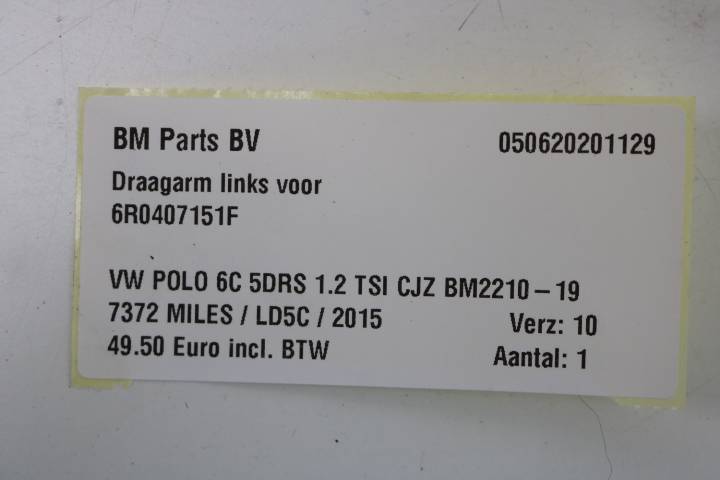 BM Parts BV 050620201129
Draagarm links voor
6R0407151F
VW POLO 6C 5DRS 1.2 TSI CJZ BM2210-19
7372 MILES / LD5C / 2015 Verz: 10
49.50 Euro incl. BTW Aantal: 1